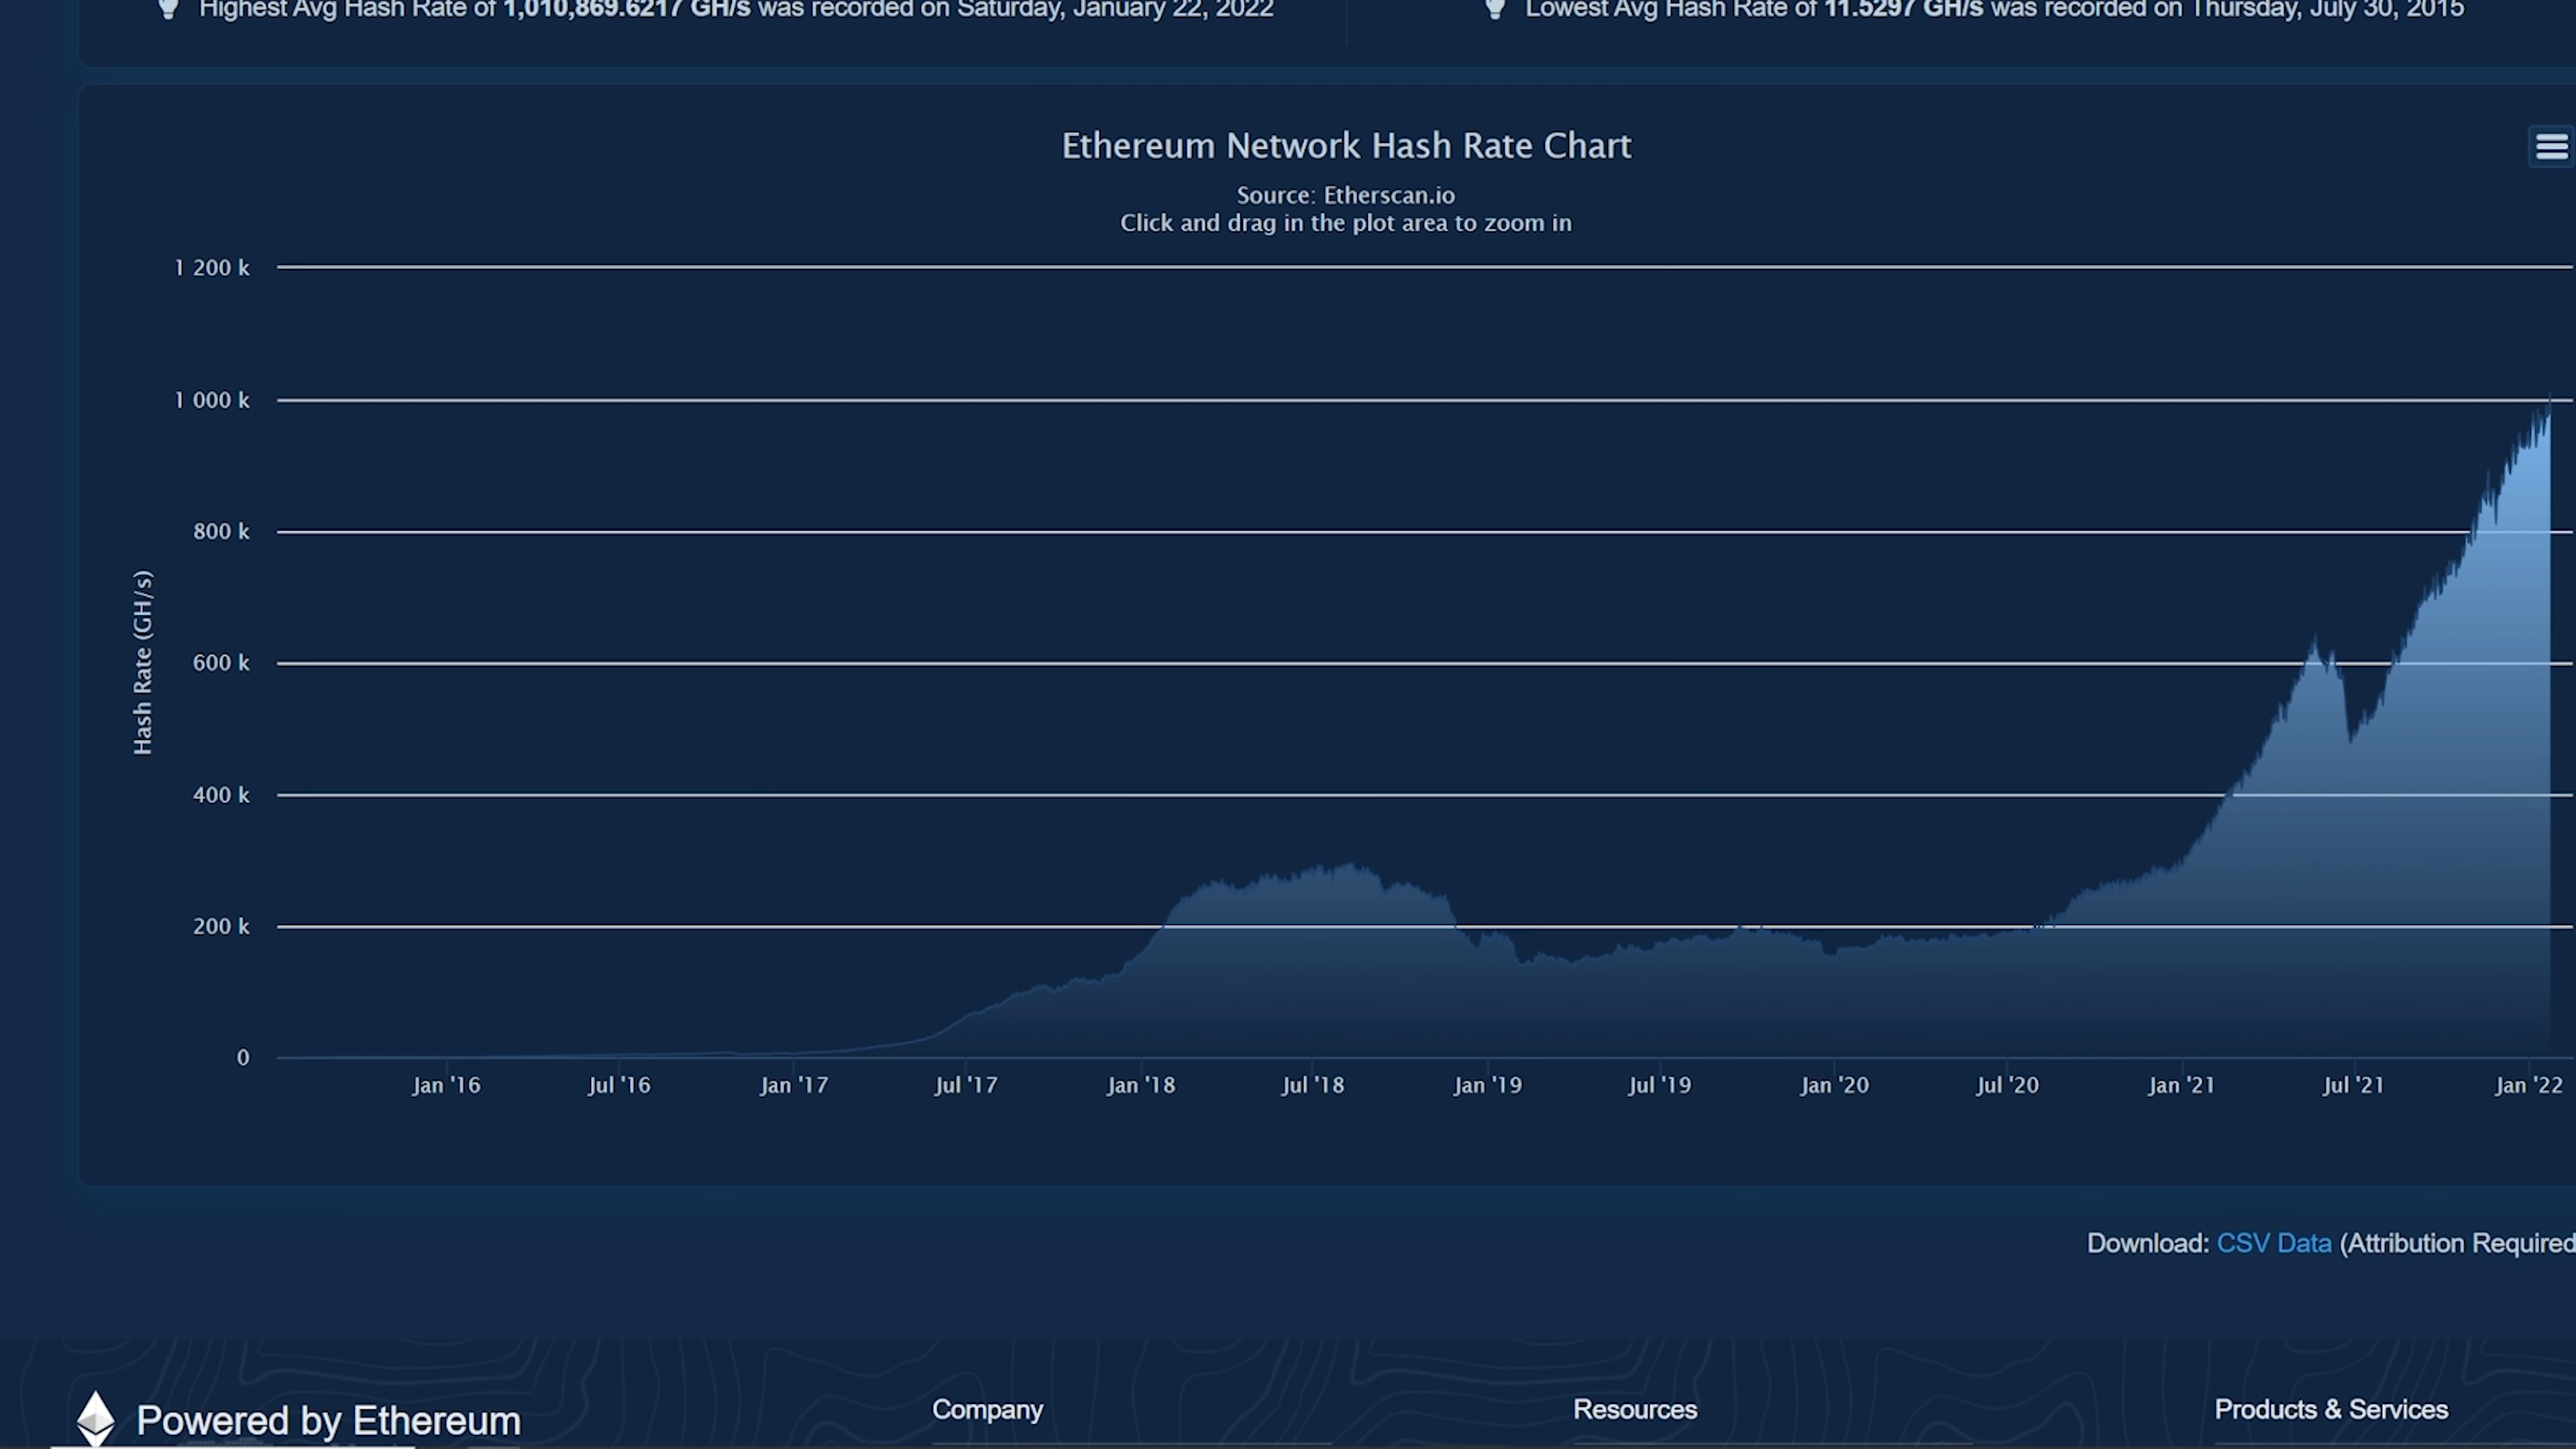 Highest Avg Hash Rate of 1,010,869.6217 GH/s was recorded on Saturday, January 22, 2022
Lowest Avg Hash Rate of 11.5297 GH/s was recorded on Thursday, July 30, 2015
Ethereum Network Hash Rate Chart
Source: Etherscan.io
Click and drag in the plot area to zoom in
1 200 k
1 000 k
800 k
600 k
400 k
200 k
0
Hash Rate (GH/s)
Jan '16
Jul '16
Jan '17
Jul '17
Jan '18
Jul '18
Jan '19
Jul '19
Jan '20
Jul '20
Jan '21
Jul '21
Jan '22
Download: CSV Data (Attribution Required
Powered by Ethereum
Company
Resources
Products & Services